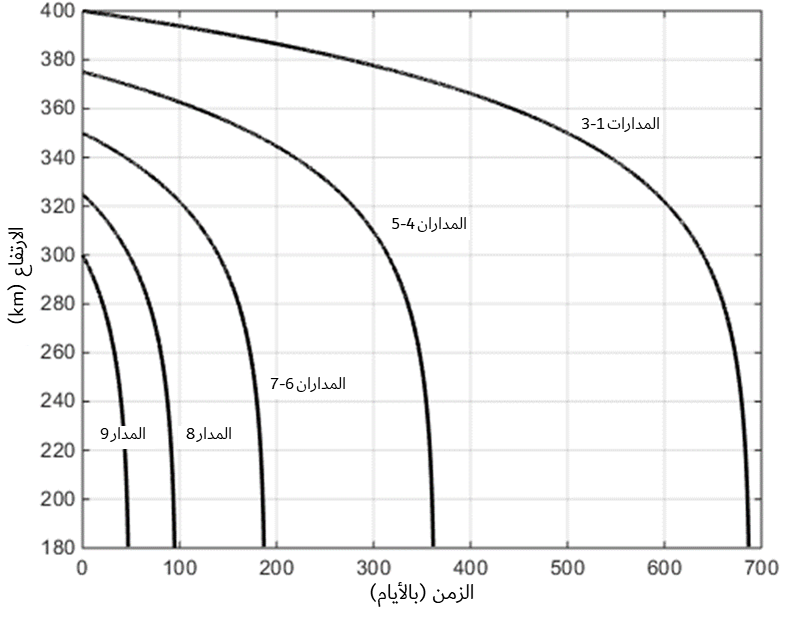 400
380
360
340
320
300
280
260
240
220
200
180
0 100 200 300 400 500 600 700
الارتفاع (km)
الزمن (بالأيام)
المدارات 1-3
المداران 4-5
المداران 6-7
المدار 8
المدار 9